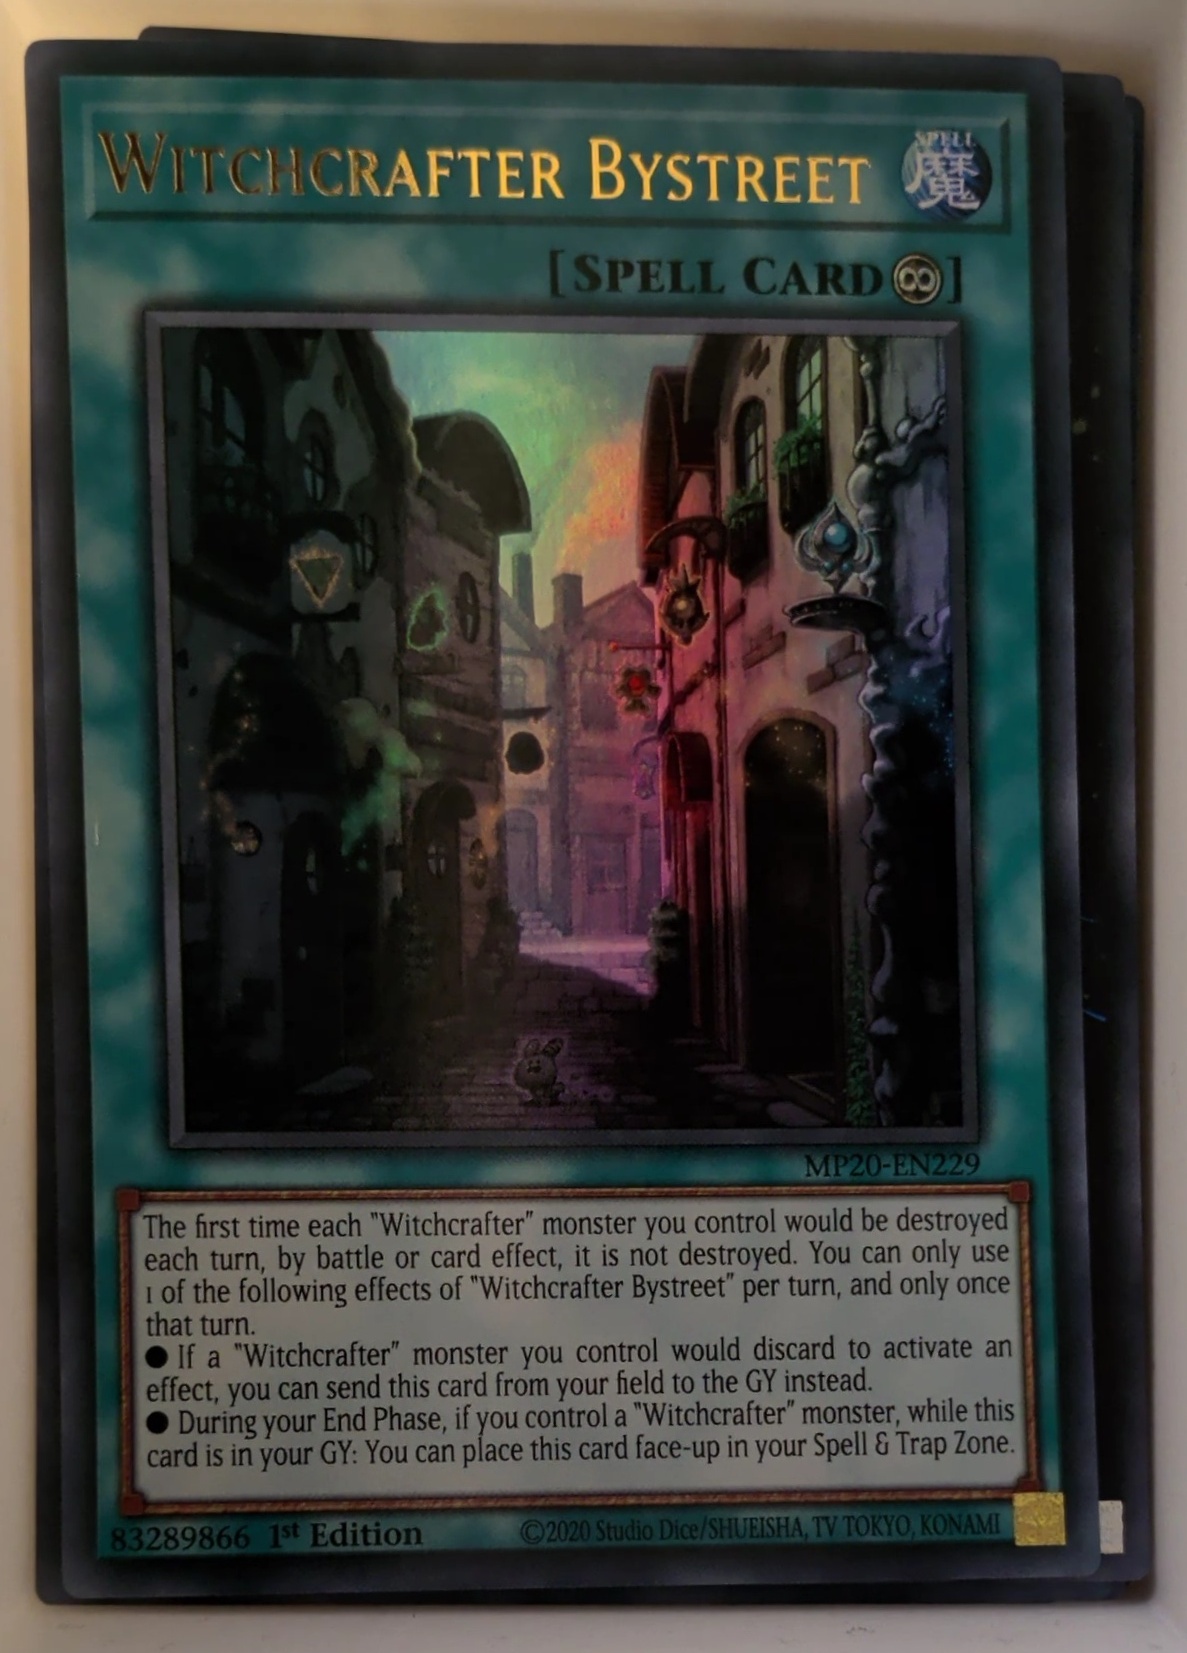 WITCHCRAFTER BYSTREET
SPELL
魔
[SPELL CARD]
MP20-EN229
The first time each "Witchcrafter" monster you control would be destroyed
each turn, by battle or card effect, it is not destroyed. You can only use
1 of the following effects of "Witchcrafter Bystreet" per turn, and only once
that turn.
● If a "Witchcrafter" monster you control would discard to activate an
effect, you can send this card from your field to the GY instead.
● During your End Phase, if you control a "Witchcrafter" monster, while this
card is in your GY: You can place this card face-up in your Spell & Trap Zone.
83289866 1st Edition
©2020 Studio Dice/SHUEISHA, TV TOKYO, KONAMI